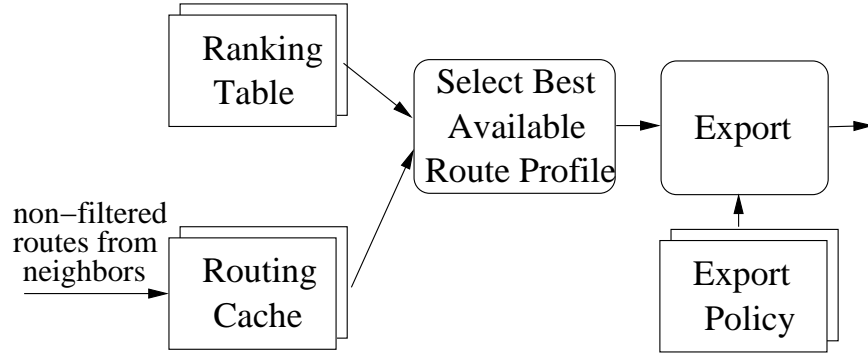 Ranking
Table
Select Best
Available
Route Profile
Export
non−filtered
routes from
neighbors
Routing
Cache
Export
Policy